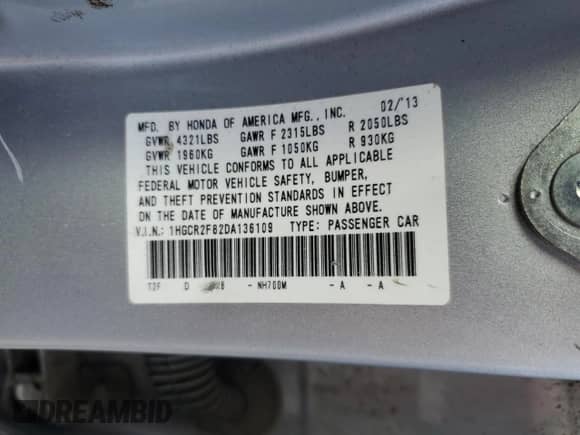 MFD. BY HONDA OF AMERICA MFG., INC. 02/'13
GVWR 4321LBS GAWR F 2315LBS R 2050LBS
GVWR 1960KG GAWR F 1050KG R 930KG
THIS VEHICLE CONFORMS TO ALL APPLICABLE
FEDERAL MOTOR VEHICLE SAFETY, BUMPER,
AND THEFT PREVENTION STANDARDS IN EFFECT
ON THE DATE OF MANUFACTURE SHOWN ABOVE.
V.I.N.: 1HGCR2F82DA136109 TYPE: PASSENGER CAR
T2F D - NH700M - A - A
DREAMBID